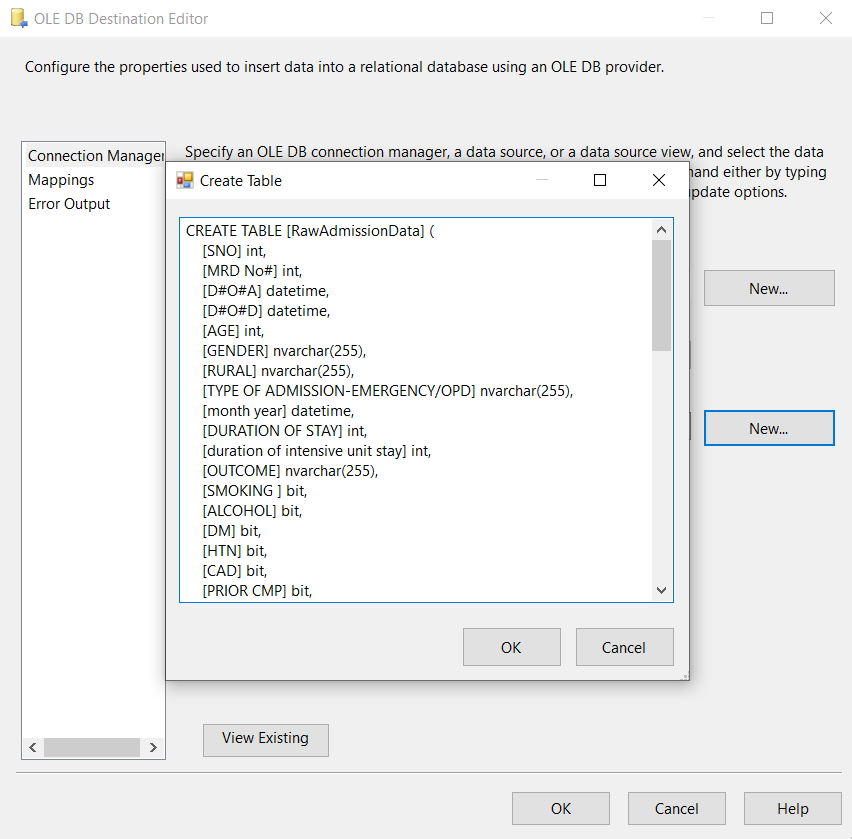 OLE DB Destination Editor
Configure the properties used to insert data into a relational database using an OLE DB provider.
Connection Manager
Mappings
Error Output
Specify an OLE DB connection manager, a data source, or a data source view, and select the data
mand either by typing
update options.
New...
New...
Create Table
CREATE TABLE [RawAdmissionData] (
[SNO] int,
[MRD No#] int,
[D#O#A] datetime,
[D#O#D] datetime,
[AGE] int,
[GENDER] nvarchar(255),
[RURAL] nvarchar(255),
[TYPE OF ADMISSION-EMERGENCY/OPD] nvarchar(255),
[month year] datetime,
[DURATION OF STAY] int,
[duration of intensive unit stay] int,
[OUTCOME] nvarchar(255),
[SMOKING ] bit,
[ALCOHOL] bit,
[DM] bit,
[HTN] bit,
[CAD] bit,
[PRIOR CMP] bit,
OK Cancel
View Existing
OK Cancel Help